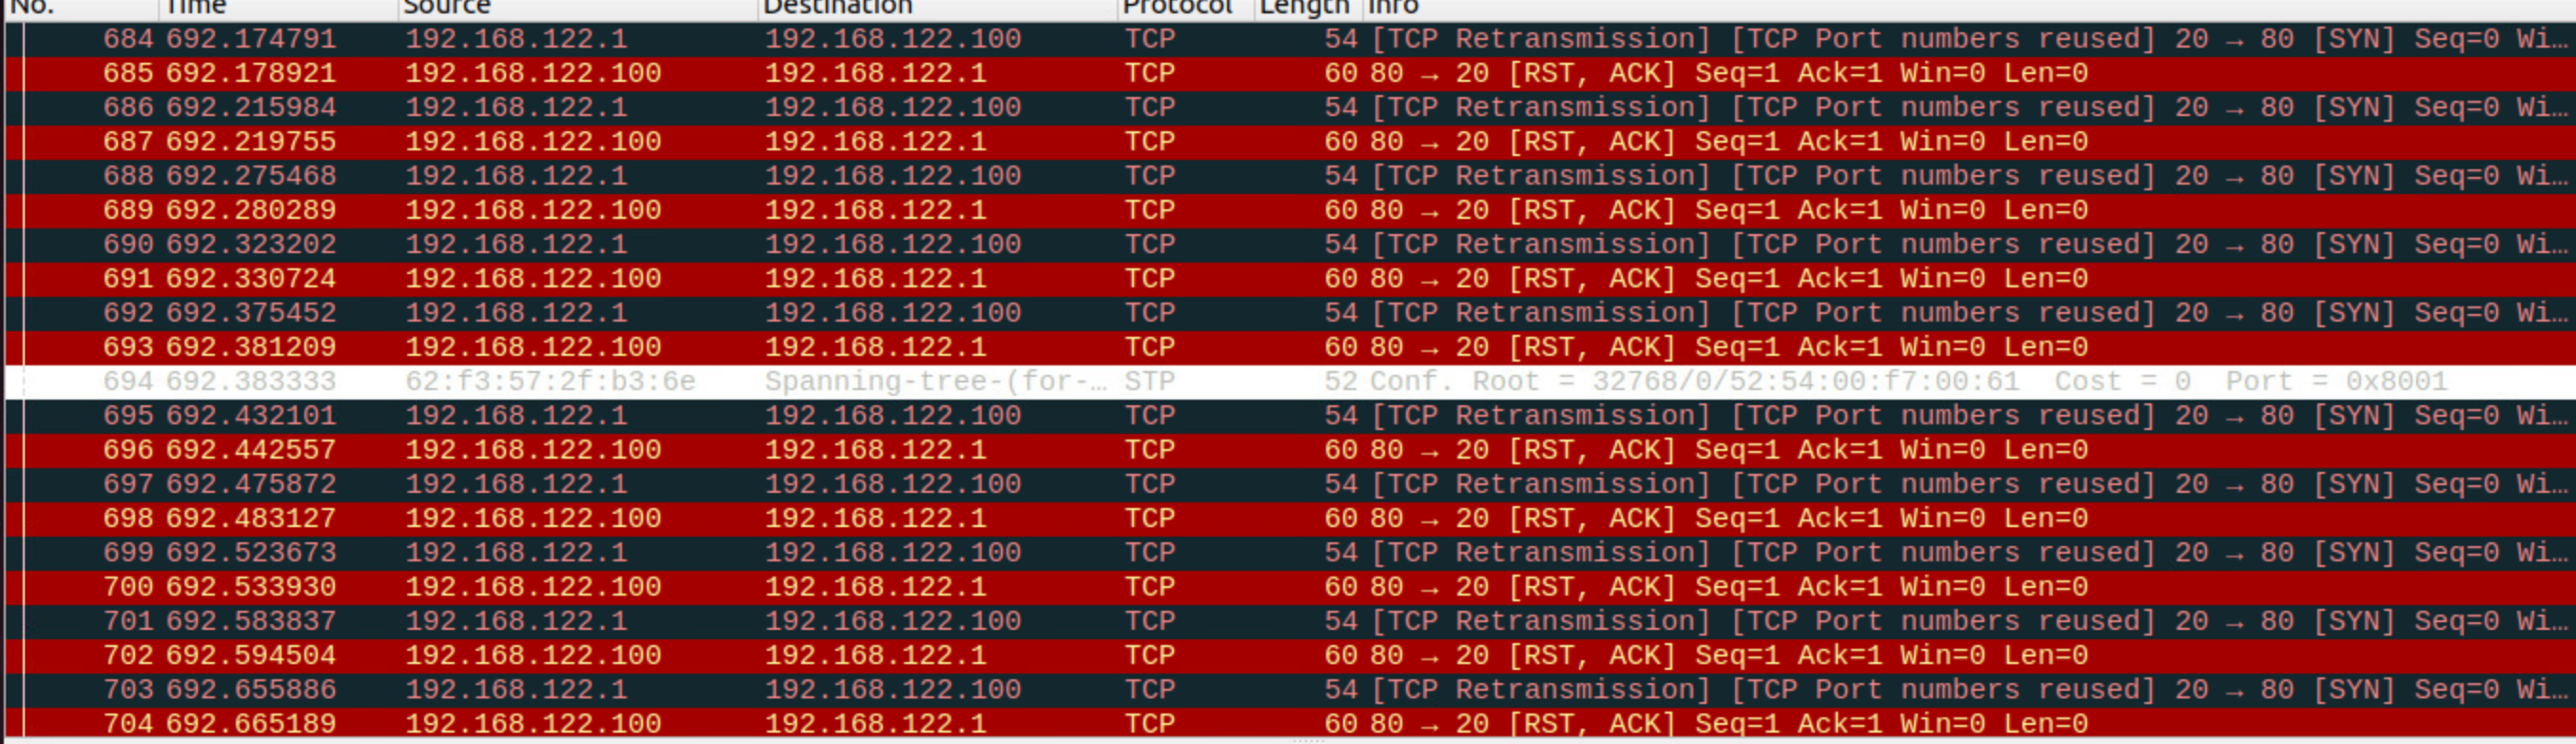 No. Time Source Destination Protocol Length Info
684 692.174791 192.168.122.1 192.168.122.100 TCP 54 [TCP Retransmission] [TCP Port numbers reused] 20 → 80 [SYN] Seq=0 Wi…
685 692.178921 192.168.122.100 192.168.122.1 TCP 60 80 → 20 [RST, ACK] Seq=1 Ack=1 Win=0 Len=0
686 692.215984 192.168.122.1 192.168.122.100 TCP 54 [TCP Retransmission] [TCP Port numbers reused] 20 → 80 [SYN] Seq=0 Wi…
687 692.219755 192.168.122.100 192.168.122.1 TCP 60 80 → 20 [RST, ACK] Seq=1 Ack=1 Win=0 Len=0
688 692.275468 192.168.122.1 192.168.122.100 TCP 54 [TCP Retransmission] [TCP Port numbers reused] 20 → 80 [SYN] Seq=0 Wi…
689 692.280289 192.168.122.100 192.168.122.1 TCP 60 80 → 20 [RST, ACK] Seq=1 Ack=1 Win=0 Len=0
690 692.323202 192.168.122.1 192.168.122.100 TCP 54 [TCP Retransmission] [TCP Port numbers reused] 20 → 80 [SYN] Seq=0 Wi…
691 692.330724 192.168.122.100 192.168.122.1 TCP 60 80 → 20 [RST, ACK] Seq=1 Ack=1 Win=0 Len=0
692 692.375452 192.168.122.1 192.168.122.100 TCP 54 [TCP Retransmission] [TCP Port numbers reused] 20 → 80 [SYN] Seq=0 Wi…
693 692.381209 192.168.122.100 192.168.122.1 TCP 60 80 → 20 [RST, ACK] Seq=1 Ack=1 Win=0 Len=0
694 692.383333 62:f3:57:2f:b3:6e Spanning-tree-(for-… STP 52 Conf. Root = 32768/0/52:54:00:f7:00:61 Cost = 0 Port = 0x8001
695 692.432101 192.168.122.1 192.168.122.100 TCP 54 [TCP Retransmission] [TCP Port numbers reused] 20 → 80 [SYN] Seq=0 Wi…
696 692.442557 192.168.122.100 192.168.122.1 TCP 60 80 → 20 [RST, ACK] Seq=1 Ack=1 Win=0 Len=0
697 692.475872 192.168.122.1 192.168.122.100 TCP 54 [TCP Retransmission] [TCP Port numbers reused] 20 → 80 [SYN] Seq=0 Wi…
698 692.483127 192.168.122.100 192.168.122.1 TCP 60 80 → 20 [RST, ACK] Seq=1 Ack=1 Win=0 Len=0
699 692.523673 192.168.122.1 192.168.122.100 TCP 54 [TCP Retransmission] [TCP Port numbers reused] 20 → 80 [SYN] Seq=0 Wi…
700 692.533930 192.168.122.100 192.168.122.1 TCP 60 80 → 20 [RST, ACK] Seq=1 Ack=1 Win=0 Len=0
701 692.583837 192.168.122.1 192.168.122.100 TCP 54 [TCP Retransmission] [TCP Port numbers reused] 20 → 80 [SYN] Seq=0 Wi…
702 692.594504 192.168.122.100 192.168.122.1 TCP 60 80 → 20 [RST, ACK] Seq=1 Ack=1 Win=0 Len=0
703 692.655886 192.168.122.1 192.168.122.100 TCP 54 [TCP Retransmission] [TCP Port numbers reused] 20 → 80 [SYN] Seq=0 Wi…
704 692.665189 192.168.122.100 192.168.122.1 TCP 60 80 → 20 [RST, ACK] Seq=1 Ack=1 Win=0 Len=0